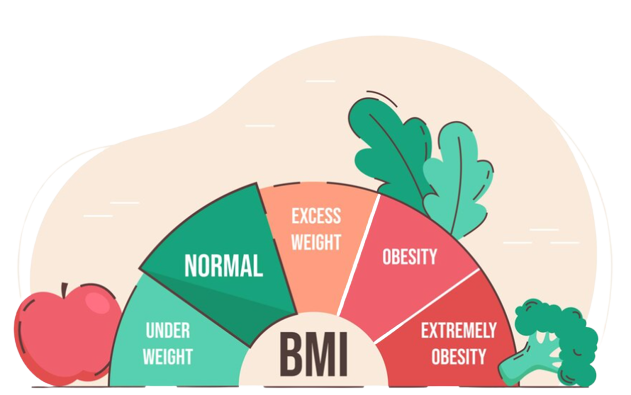 UNDER
WEIGHT
NORMAL
EXCESS
WEIGHT
OBESITY
EXTREMELY
OBESITY
BMI